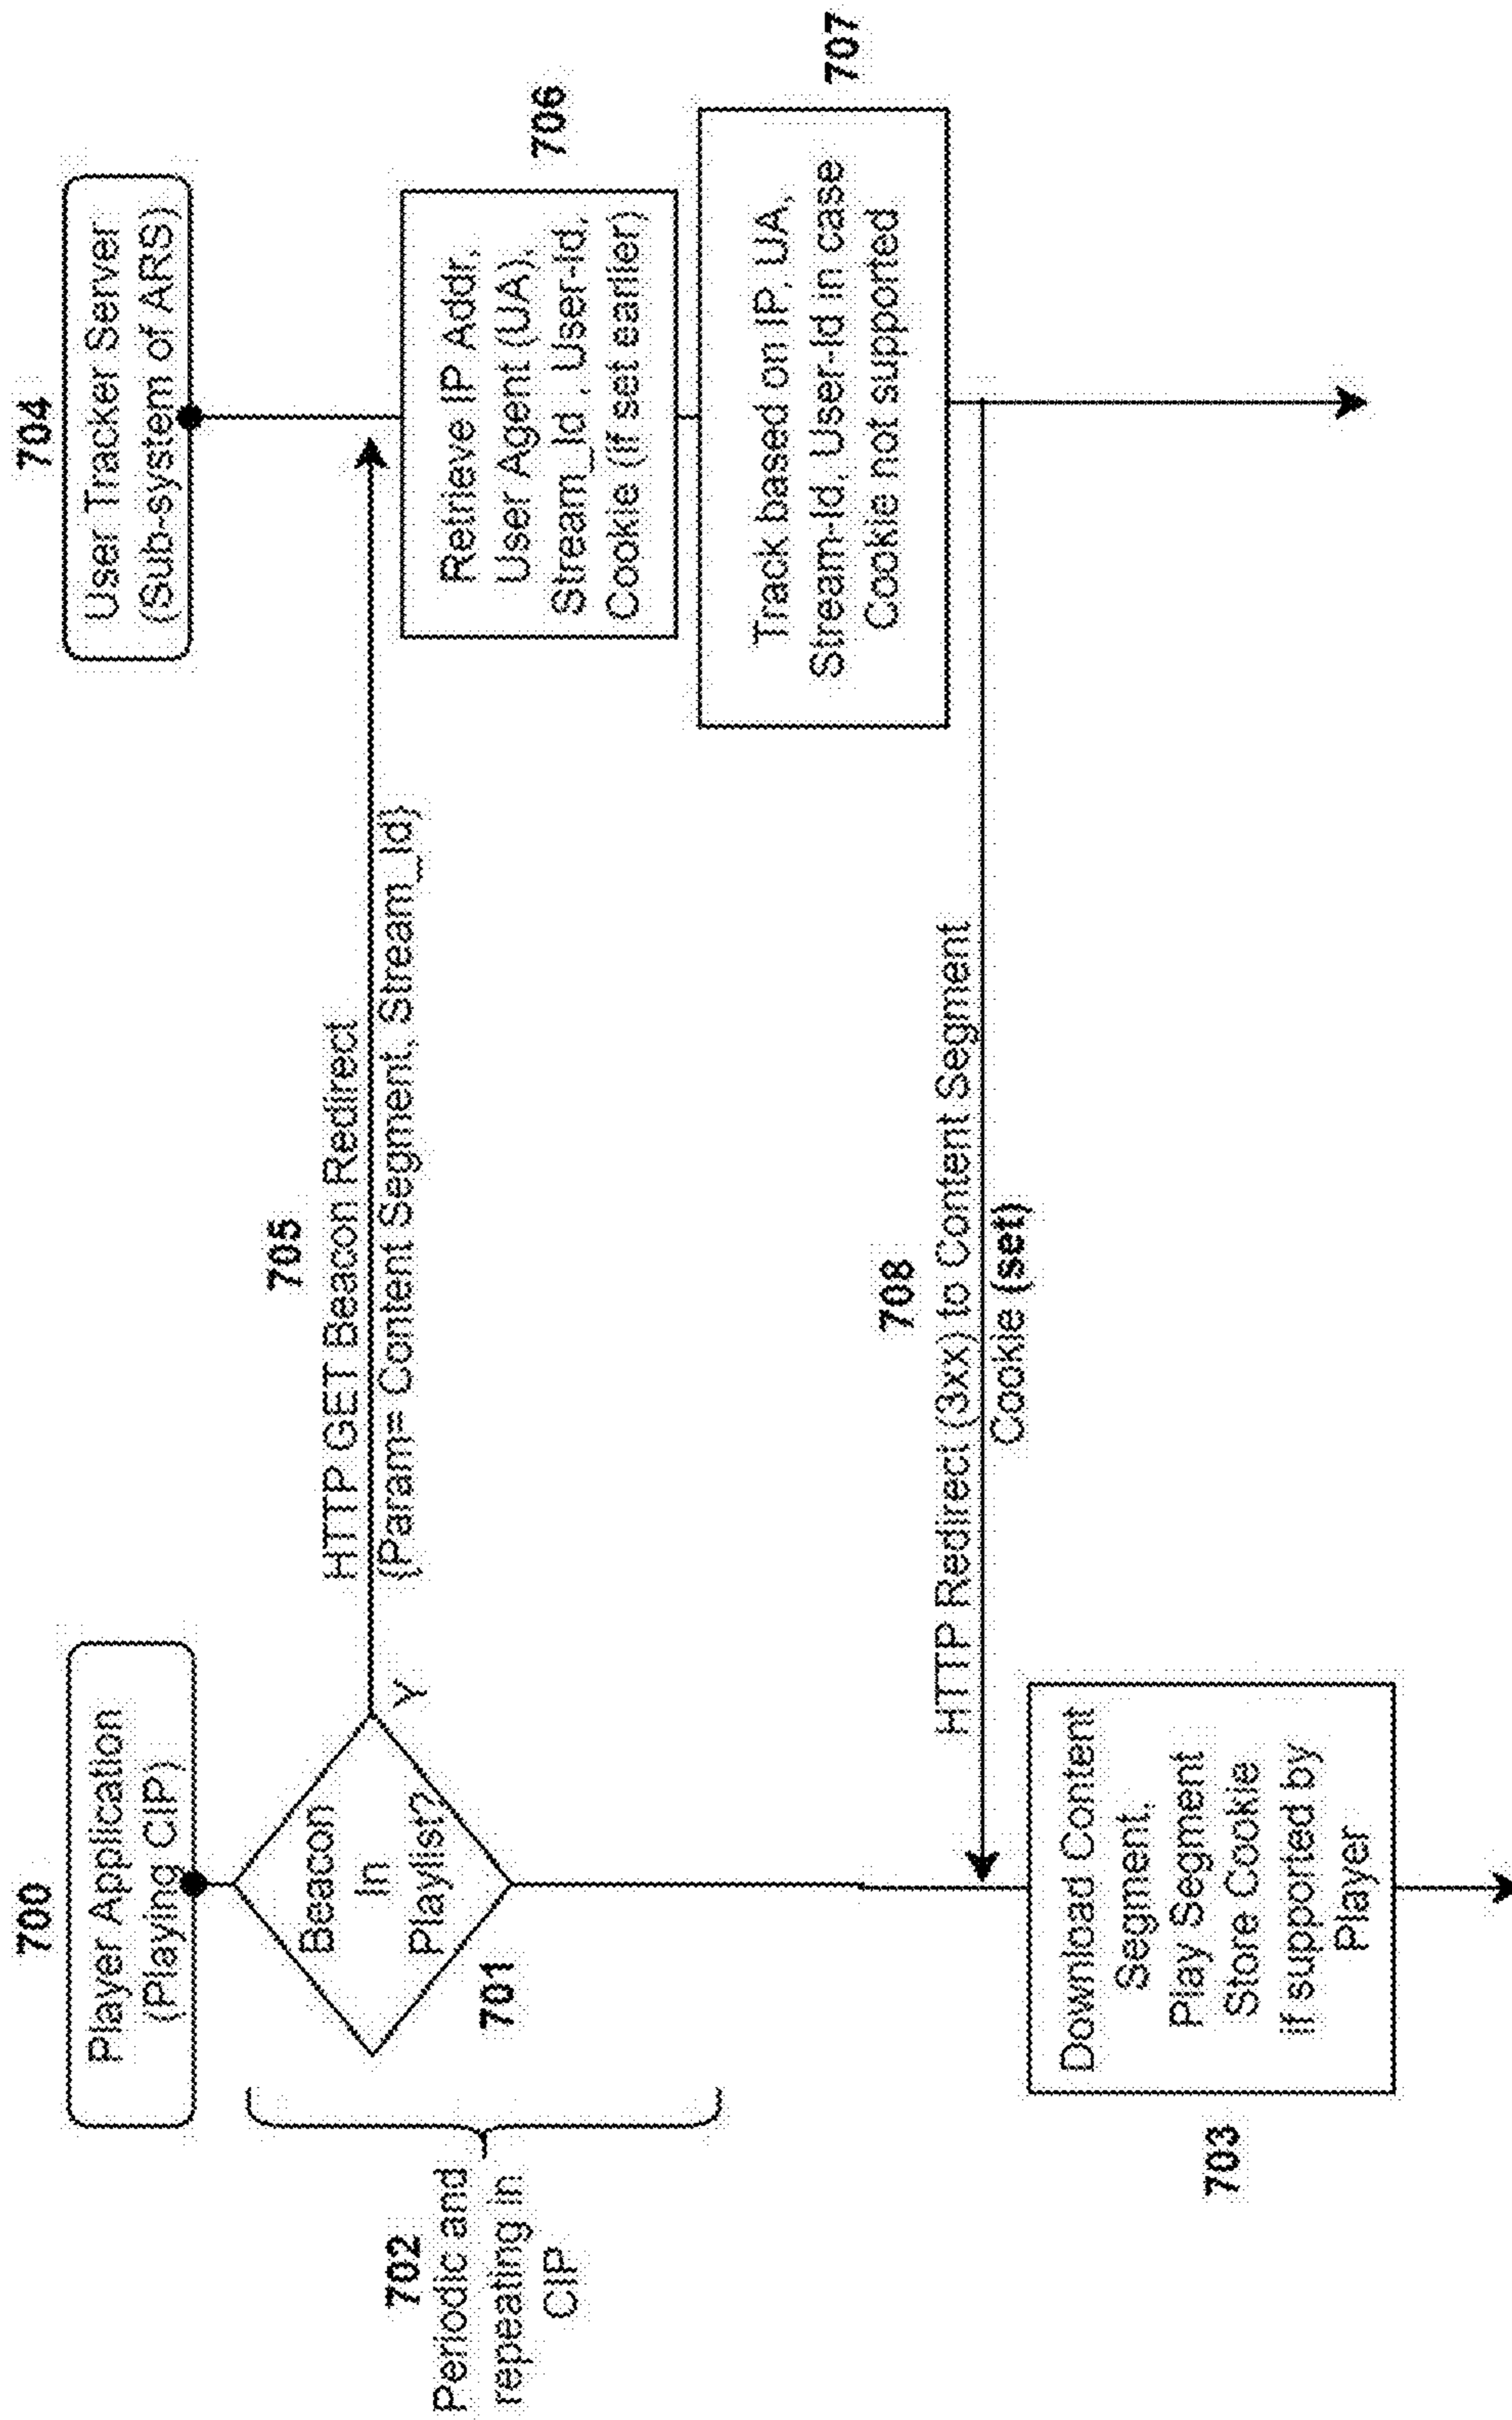 700
Player Application
(Playing CIP)
Beacon
In
Playlist?
701
Y
702
Periodic and
repeating in
CIP
705
HTTP GET Beacon Redirect
(Param= Content Segment, Stream_Id)
704
User Tracker Server
(Sub-system of ARS)
706
Retrieve IP Addr,
User Agent (UA),
Stream_Id , User-Id,
Cookie (if set earlier)
707
Track based on IP, UA,
Stream-Id, User-Id in case
Cookie not supported
708
HTTP Redirect (3xx) to Content Segment
Cookie (set)
703
Download Content
Segment,
Play Segment
Store Cookie
if supported by
Player